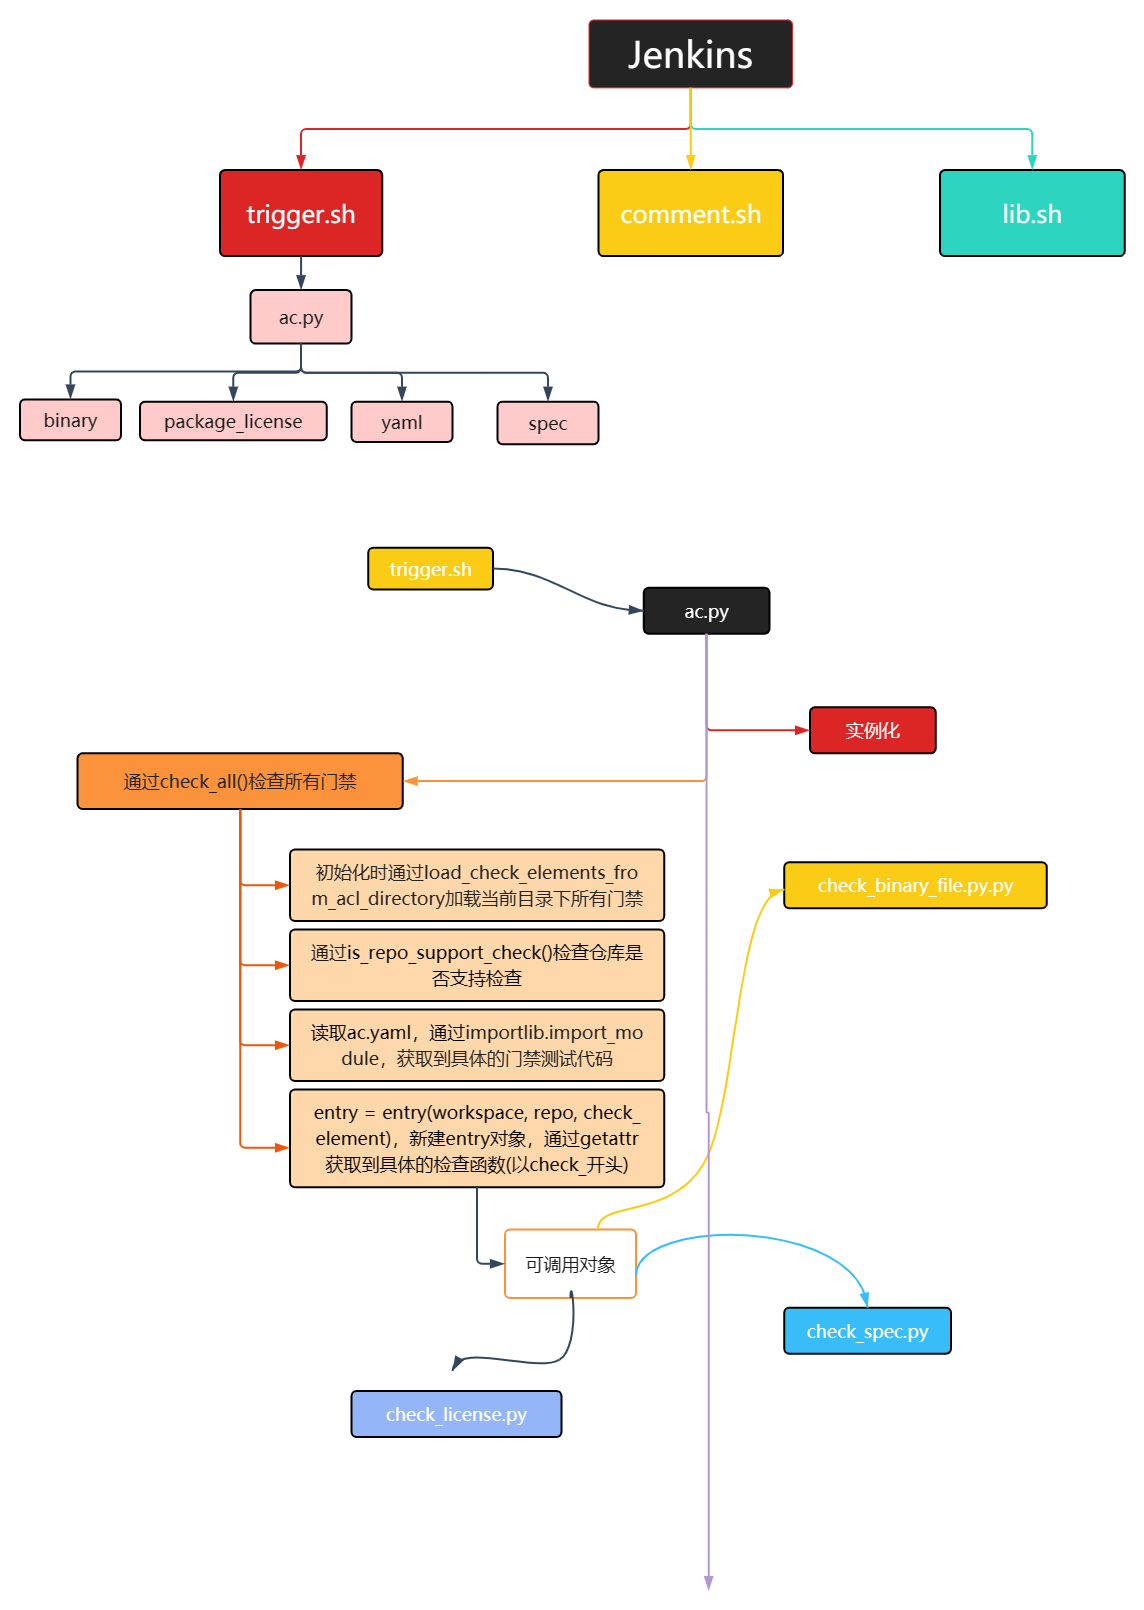 Jenkins
trigger.sh
comment.sh
lib.sh
ac.py
binary
package_license
yaml
spec
trigger.sh
ac.py
实例化
通过check_all()检查所有门禁
初始化时通过load_check_elements_fro
m_acl_directory加载当前目录下所有门禁
check_binary_file.py.py
通过is_repo_support_check()检查仓库是
否支持检查
读取ac.yaml，通过importlib.import_mo
dule，获取到具体的门禁测试代码
entry = entry(workspace, repo, check_
element)，新建entry对象，通过getattr
获取到具体的检查函数(以check_开头)
可调用对象
check_spec.py
check_license.py